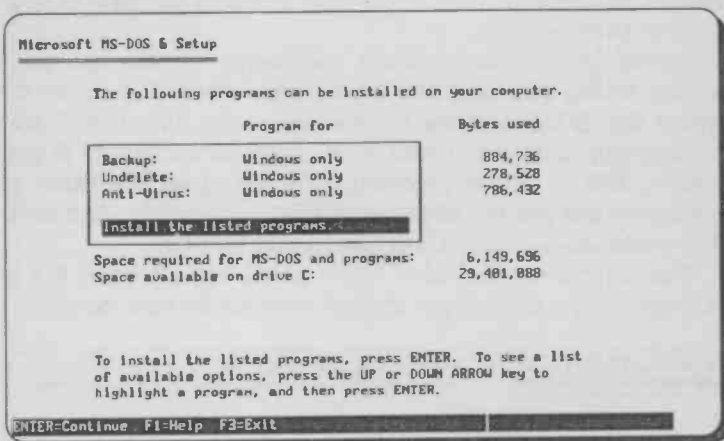 Microsoft MS-DOS 6 Setup
The following programs can be installed on your computer.
Program for Bytes used
Backup: Windows only 884,736
Undelete: Windows only 278,528
Anti-Virus: Windows only 786,432
Install the listed programs.
Space required for MS-DOS and programs: 6,149,696
Space available on drive C: 29,401,088
To install the listed programs, press ENTER. To see a list
of available options, press the UP or DOWN ARROW key to
highlight a program, and then press ENTER.
ENTER=Continue F1=Help F3=Exit